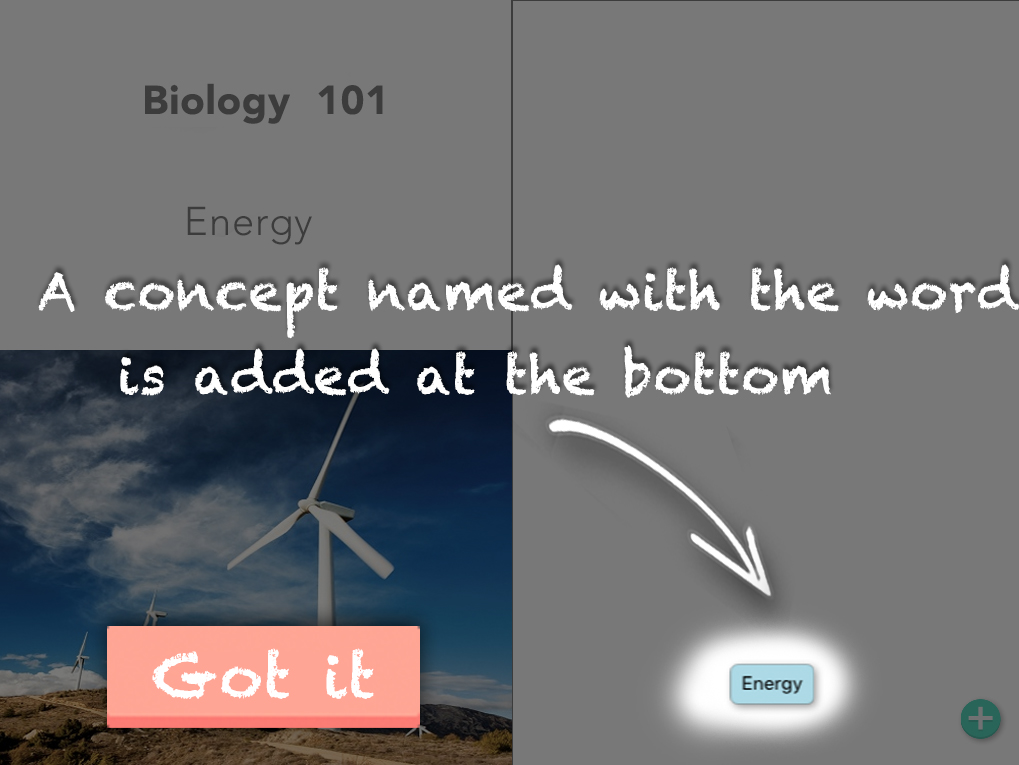 Biology 101
Energy
A concept named with the word
is added at the bottom
Got it
Energy